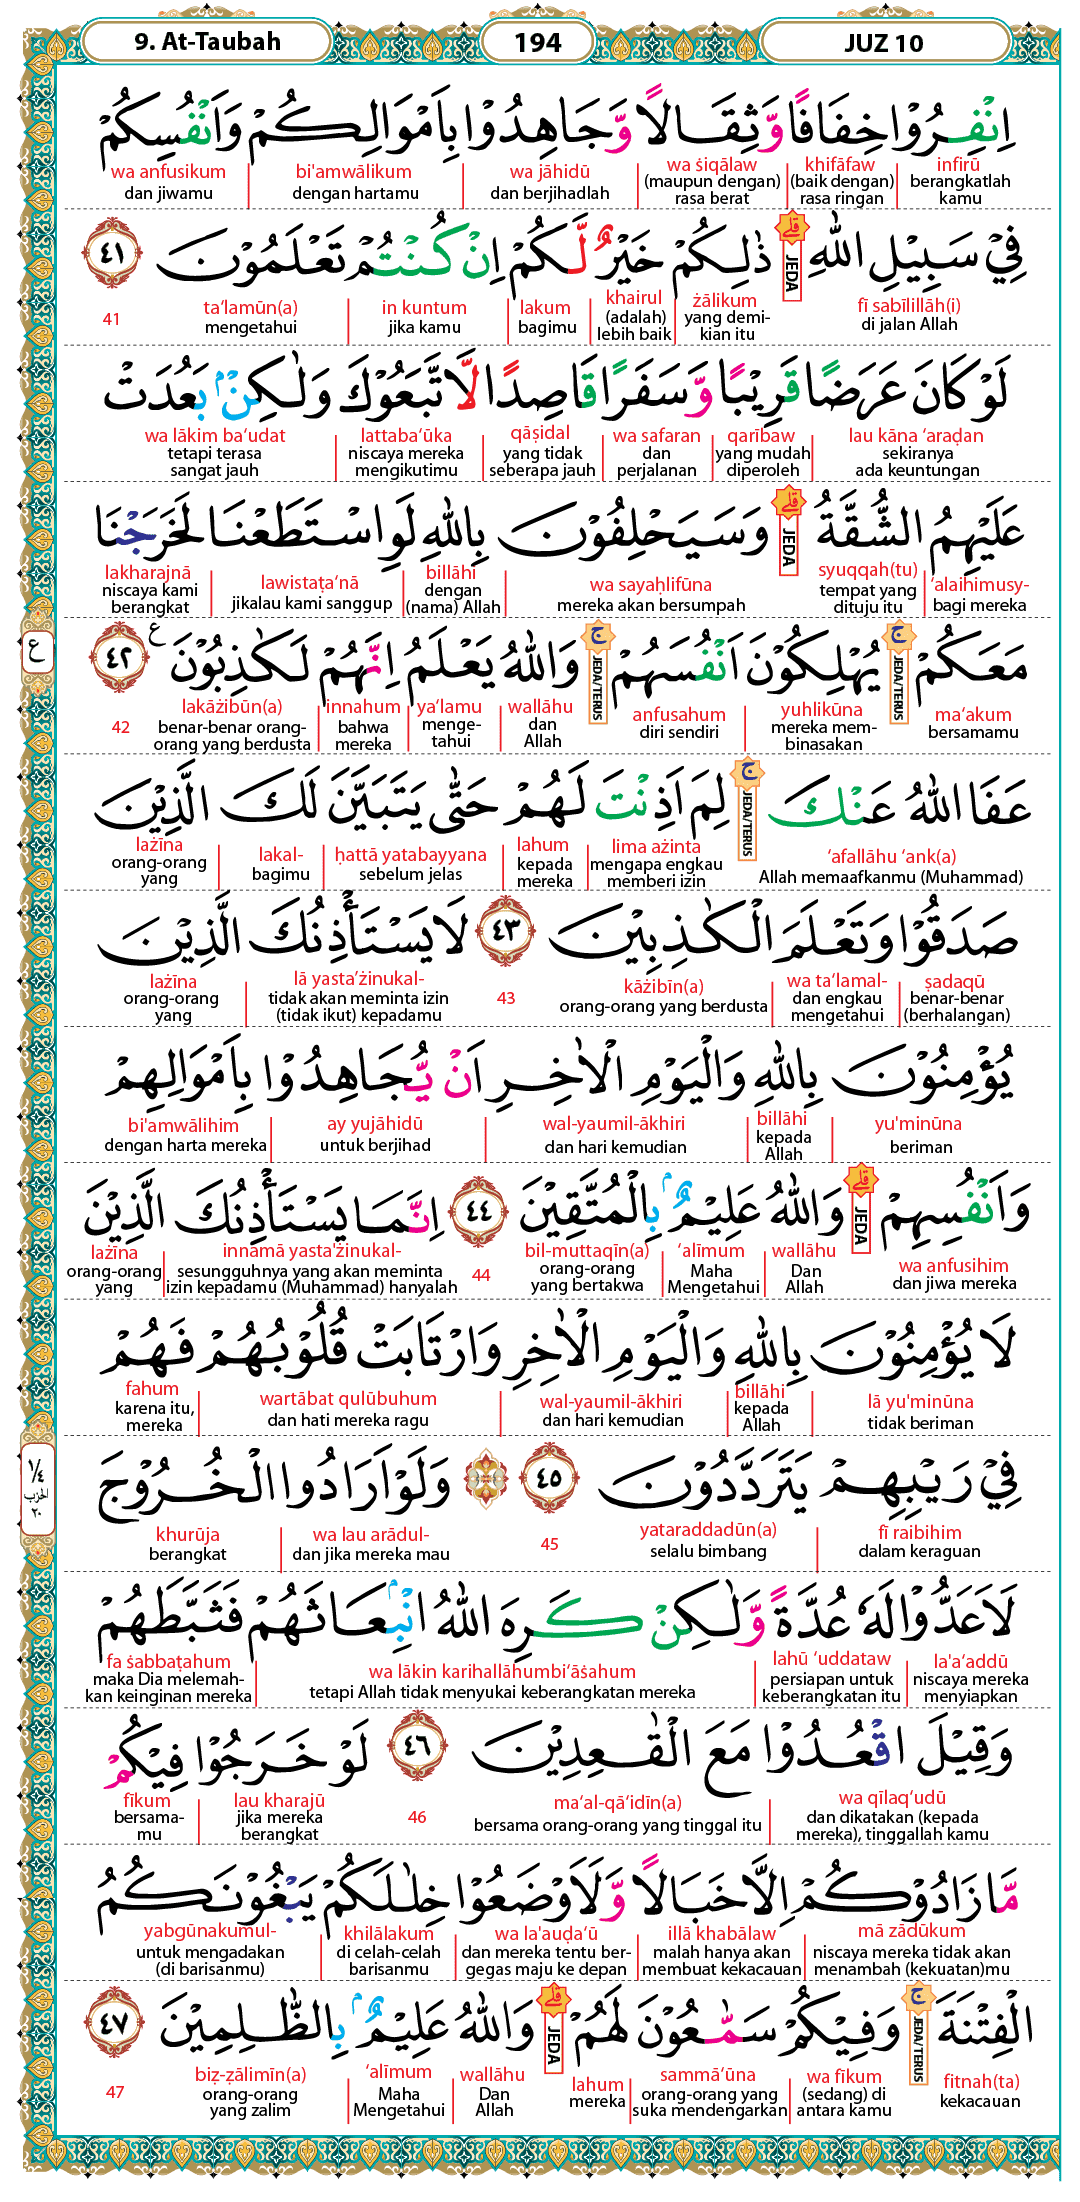 9. At-Taubah 194 JUZ 10
اِنْفِرُوْا خِفَافًا وَّثِقَالًا وَّجَاهِدُوْا بِاَمْوَالِكُمْ وَاَنْفُسِكُمْ
infirū khifāfaw wa ṡiqālaw wa jāhidū bi'amwālikum wa anfusikum
berangkatlah kamu (baik dengan) rasa ringan (maupun dengan) rasa berat dan berjihadlah dengan hartamu dan jiwamu
فِيْ سَبِيْلِ اللّٰهِ ۗ ذٰلِكُمْ خَيْرٌ لَّكُمْ اِنْ كُنْتُمْ تَعْلَمُوْنَ ٤١
JEDA
fī sabīlillāh(i) żālikum khairul lakum in kuntum ta‘lamūn(a) 41
di jalan Allah yang demi-kian itu (adalah) lebih baik bagimu jika kamu mengetahui
لَوْ كَانَ عَرَضًا قَرِيْبًا وَّسَفَرًا قَاصِدًا لَّاتَّبَعُوْكَ وَلٰكِنْۢ بَعُدَتْ
lau kāna ‘araḍan qarībaw wa safaran qāṣidal lattaba‘ūka wa lākim ba‘udat
sekiranya ada keuntungan yang mudah diperoleh dan perjalanan yang tidak seberapa jauh niscaya mereka mengikutimu tetapi terasa sangat jauh
عَلَيْهِمُ الشُّقَّةُ ۗ وَسَيَحْلِفُوْنَ بِاللّٰهِ لَوِ اسْتَطَعْنَا لَخَرَجْنَا
JEDA
‘alaihimusy- syuqqah(tu) wa sayaḥlifūna billāhi lawistaṭa‘nā lakharajnā
bagi mereka tempat yang dituju itu mereka akan bersumpah dengan (nama) Allah jikalau kami sanggup niscaya kami berangkat
مَعَكُمْ ۚ يُهْلِكُوْنَ اَنْفُسَهُمْ ۚ وَاللّٰهُ يَعْلَمُ اِنَّهُمْ لَكٰذِبُوْنَ ع ٤٢
JEDA/TERUS JEDA/TERUS
ع
ma‘akum yuhlikūna anfusahum wallāhu ya‘lamu innahum lakāżibūn(a) 42
bersamamu mereka mem-binasakan diri sendiri dan Allah menge-tahui bahwa mereka benar-benar orang-orang yang berdusta
عَفَا اللّٰهُ عَنْكَ ۚ لِمَ اَذِنْتَ لَهُمْ حَتّٰى يَتَبَيَّنَ لَكَ الَّذِيْنَ
JEDA/TERUS
‘afallāhu ‘ank(a) lima ażinta lahum ḥattā yatabayyana lakal- lażīna
Allah memaafkanmu (Muhammad) mengapa engkau memberi izin kepada mereka sebelum jelas bagimu orang-orang yang
صَدَقُوْا وَتَعْلَمَ الْكٰذِبِيْنَ ٤٣ لَا يَسْتَأْذِنُكَ الَّذِيْنَ
ṣadaqū wa ta‘lamal- kāżibīn(a) 43 lā yasta’żinukal- lażīna
benar-benar (berhalangan) dan engkau mengetahui orang-orang yang berdusta tidak akan meminta izin (tidak ikut) kepadamu orang-orang yang
يُؤْمِنُوْنَ بِاللّٰهِ وَالْيَوْمِ الْاٰخِرِ اَنْ يُّجَاهِدُوْا بِاَمْوَالِهِمْ
yu'minūna billāhi wal-yaumil-ākhiri ay yujāhidū bi'amwālihim
beriman kepada Allah dan hari kemudian untuk berjihad dengan harta mereka
وَاَنْفُسِهِمْ ۗ وَاللّٰهُ عَلِيْمٌۢ بِالْمُتَّقِيْنَ ٤٤ اِنَّمَا يَسْتَأْذِنُكَ الَّذِيْنَ
JEDA
wa anfusihim wallāhu ‘alīmum bil-muttaqīn(a) 44 innamā yasta'żinukal- lażīna
dan jiwa mereka Dan Allah Maha Mengetahui orang-orang yang bertakwa sesungguhnya yang akan meminta izin kepadamu (Muhammad) hanyalah orang-orang yang
لَا يُؤْمِنُوْنَ بِاللّٰهِ وَالْيَوْمِ الْاٰخِرِ وَارْتَابَتْ قُلُوْبُهُمْ فَهُمْ
lā yu'minūna billāhi wal-yaumil-ākhiri wartābat qulūbuhum fahum
tidak beriman kepada Allah dan hari kemudian dan hati mereka ragu karena itu, mereka
فِيْ رَيْبِهِمْ يَتَرَدَّدُوْنَ ٤٥ وَلَوْ اَرَادُوا الْخُرُوْجَ
١/٤ الحزب ٢٠
fī raibihim yataraddadūn(a) 45 wa lau arādul- khurūja
dalam keraguan selalu bimbang dan jika mereka mau berangkat
لَاَعَدُّوْا لَهٗ عُدَّةً وَّلٰكِنْ كَرِهَ اللّٰهُ انْۢبِعَاثَهُمْ فَثَبَّطَهُمْ
la'a‘addū lahū ‘uddataw wa lākin karihallāhumbi‘āṡahum fa ṡabbaṭahum
niscaya mereka menyiapkan persiapan untuk keberangkatan itu tetapi Allah tidak menyukai keberangkatan mereka maka Dia melemah-kan keinginan mereka
وَقِيْلَ اقْعُدُوْا مَعَ الْقٰعِدِيْنَ ٤٦ لَوْ خَرَجُوْا فِيْكُمْ
wa qīlaq‘udū ma‘al-qā‘idīn(a) 46 lau kharajū fīkum
dan dikatakan (kepada mereka), tinggallah kamu bersama orang-orang yang tinggal itu jika mereka berangkat bersama-mu
مَّا زَادُوْكُمْ اِلَّا خَبَالًا وَّلَاَوْضَعُوْا خِلٰلَكُمْ يَبْغُوْنَكُمُ
mā zādūkum illā khabālaw wa la'auḍa‘ū khilālakum yabgūnakumul-
niscaya mereka tidak akan menambah (kekuatan)mu malah hanya akan membuat kekacauan dan mereka tentu ber-gegas maju ke depan di celah-celah barisanmu untuk mengadakan (di barisanmu)
الْفِتْنَةَ ۚ وَفِيْكُمْ سَمّٰعُوْنَ لَهُمْ ۗ وَاللّٰهُ عَلِيْمٌۢ بِالظّٰلِمِيْنَ ٤٧
JEDA/TERUS JEDA
fitnah(ta) wa fīkum sammā‘ūna lahum wallāhu ‘alīmum biẓ-ẓālimīn(a) 47
kekacauan (sedang) di antara kamu orang-orang yang suka mendengarkan mereka Dan Allah Maha Mengetahui orang-orang yang zalim